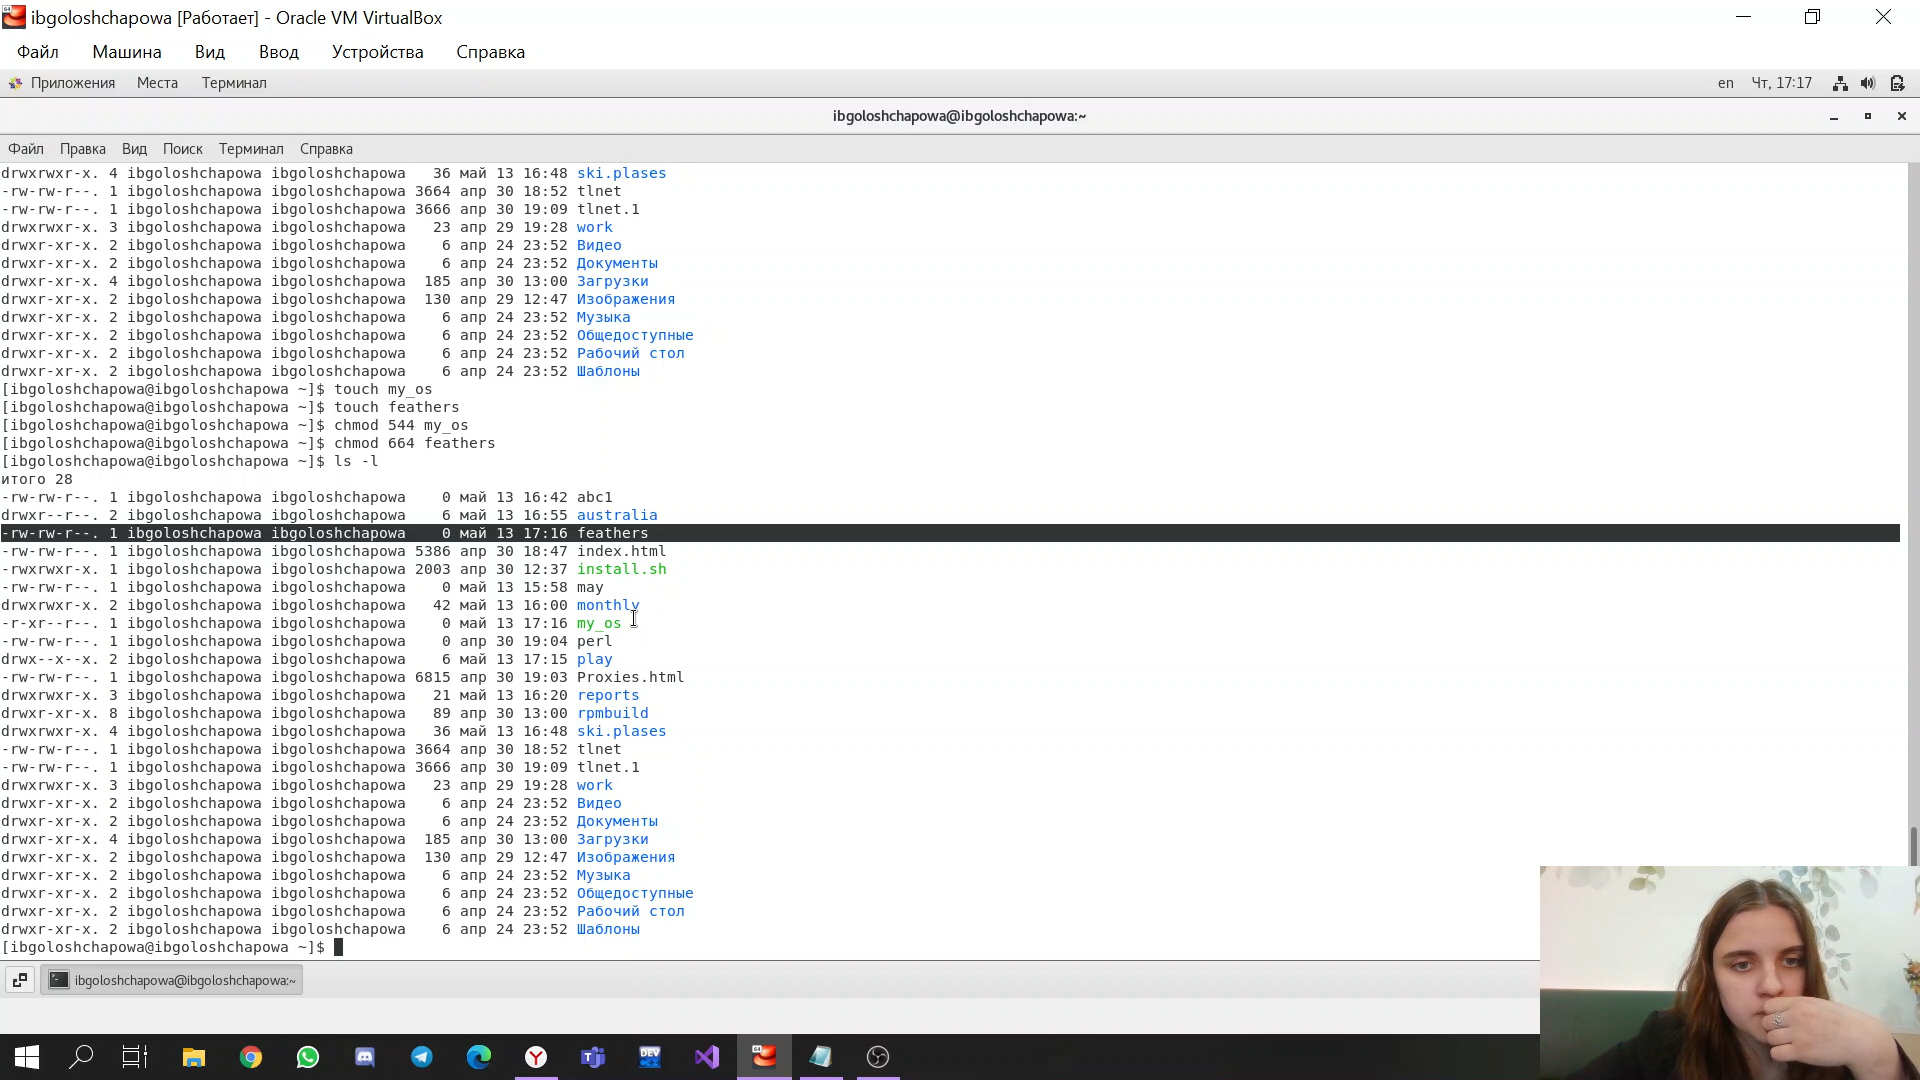 ibgoloshchapowa [Работает] - Oracle VM VirtualBox
Файл Машина Вид Ввод Устройства Справка
Приложения Места Терминал en Чт, 17:17
ibgoloshchapowa@ibgoloshchapowa:~
Файл Правка Вид Поиск Терминал Справка
drwxrwxr-x. 4 ibgoloshchapowa ibgoloshchapowa 36 май 13 16:48 ski.plases
-rw-rw-r--. 1 ibgoloshchapowa ibgoloshchapowa 3664 апр 30 18:52 tlnet
-rw-rw-r--. 1 ibgoloshchapowa ibgoloshchapowa 3666 апр 30 19:09 tlnet.1
drwxrwxr-x. 3 ibgoloshchapowa ibgoloshchapowa 23 апр 29 19:28 work
drwxr-xr-x. 2 ibgoloshchapowa ibgoloshchapowa 6 апр 24 23:52 Видео
drwxr-xr-x. 2 ibgoloshchapowa ibgoloshchapowa 6 апр 24 23:52 Документы
drwxr-xr-x. 4 ibgoloshchapowa ibgoloshchapowa 185 апр 30 13:00 Загрузки
drwxr-xr-x. 2 ibgoloshchapowa ibgoloshchapowa 130 апр 29 12:47 Изображения
drwxr-xr-x. 2 ibgoloshchapowa ibgoloshchapowa 6 апр 24 23:52 Музыка
drwxr-xr-x. 2 ibgoloshchapowa ibgoloshchapowa 6 апр 24 23:52 Общедоступные
drwxr-xr-x. 2 ibgoloshchapowa ibgoloshchapowa 6 апр 24 23:52 Рабочий стол
drwxr-xr-x. 2 ibgoloshchapowa ibgoloshchapowa 6 апр 24 23:52 Шаблоны
[ibgoloshchapowa@ibgoloshchapowa ~]$ touch my_os
[ibgoloshchapowa@ibgoloshchapowa ~]$ touch feathers
[ibgoloshchapowa@ibgoloshchapowa ~]$ chmod 544 my_os
[ibgoloshchapowa@ibgoloshchapowa ~]$ chmod 664 feathers
[ibgoloshchapowa@ibgoloshchapowa ~]$ ls -l
итого 28
-rw-rw-r--. 1 ibgoloshchapowa ibgoloshchapowa 0 май 13 16:42 abc1
drwxr--r--. 2 ibgoloshchapowa ibgoloshchapowa 6 май 13 16:55 australia
-rw-rw-r--. 1 ibgoloshchapowa ibgoloshchapowa 0 май 13 17:16 feathers
-rw-rw-r--. 1 ibgoloshchapowa ibgoloshchapowa 5386 апр 30 18:47 index.html
-rwxrwxr-x. 1 ibgoloshchapowa ibgoloshchapowa 2003 апр 30 12:37 install.sh
-rw-rw-r--. 1 ibgoloshchapowa ibgoloshchapowa 0 май 13 15:58 may
drwxrwxr-x. 2 ibgoloshchapowa ibgoloshchapowa 42 май 13 16:00 monthly
-r-xr--r--. 1 ibgoloshchapowa ibgoloshchapowa 0 май 13 17:16 my_os
-rw-rw-r--. 1 ibgoloshchapowa ibgoloshchapowa 0 апр 30 19:04 perl
drwx--x--x. 2 ibgoloshchapowa ibgoloshchapowa 6 май 13 17:15 play
-rw-rw-r--. 1 ibgoloshchapowa ibgoloshchapowa 6815 апр 30 19:03 Proxies.html
drwxrwxr-x. 3 ibgoloshchapowa ibgoloshchapowa 21 май 13 16:20 reports
drwxr-xr-x. 8 ibgoloshchapowa ibgoloshchapowa 89 апр 30 13:00 rpmbuild
drwxrwxr-x. 4 ibgoloshchapowa ibgoloshchapowa 36 май 13 16:48 ski.plases
-rw-rw-r--. 1 ibgoloshchapowa ibgoloshchapowa 3664 апр 30 18:52 tlnet
-rw-rw-r--. 1 ibgoloshchapowa ibgoloshchapowa 3666 апр 30 19:09 tlnet.1
drwxrwxr-x. 3 ibgoloshchapowa ibgoloshchapowa 23 апр 29 19:28 work
drwxr-xr-x. 2 ibgoloshchapowa ibgoloshchapowa 6 апр 24 23:52 Видео
drwxr-xr-x. 2 ibgoloshchapowa ibgoloshchapowa 6 апр 24 23:52 Документы
drwxr-xr-x. 4 ibgoloshchapowa ibgoloshchapowa 185 апр 30 13:00 Загрузки
drwxr-xr-x. 2 ibgoloshchapowa ibgoloshchapowa 130 апр 29 12:47 Изображения
drwxr-xr-x. 2 ibgoloshchapowa ibgoloshchapowa 6 апр 24 23:52 Музыка
drwxr-xr-x. 2 ibgoloshchapowa ibgoloshchapowa 6 апр 24 23:52 Общедоступные
drwxr-xr-x. 2 ibgoloshchapowa ibgoloshchapowa 6 апр 24 23:52 Рабочий стол
drwxr-xr-x. 2 ibgoloshchapowa ibgoloshchapowa 6 апр 24 23:52 Шаблоны
[ibgoloshchapowa@ibgoloshchapowa ~]$
ibgoloshchapowa@ibgoloshchapowa:~
DEV